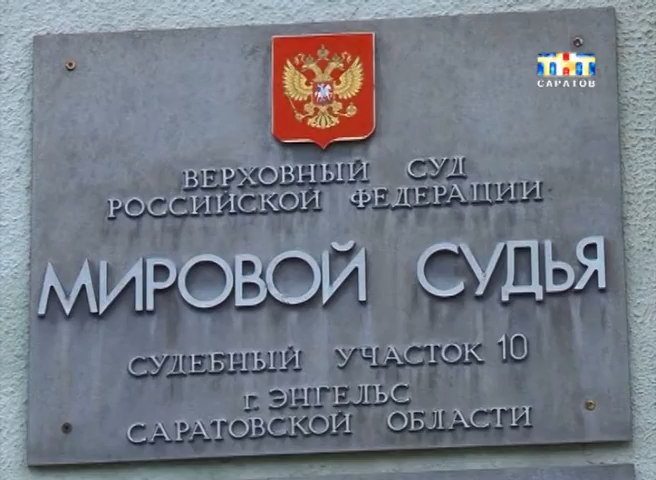 ТНТ
САРАТОВ
ВЕРХОВНЫЙ СУД
РОССИЙСКОЙ ФЕДЕРАЦИИ
МИРОВОЙ СУДЬЯ
СУДЕБНЫЙ УЧАСТОК 10
г. ЭНГЕЛЬС
САРАТОВСКОЙ ОБЛАСТИ